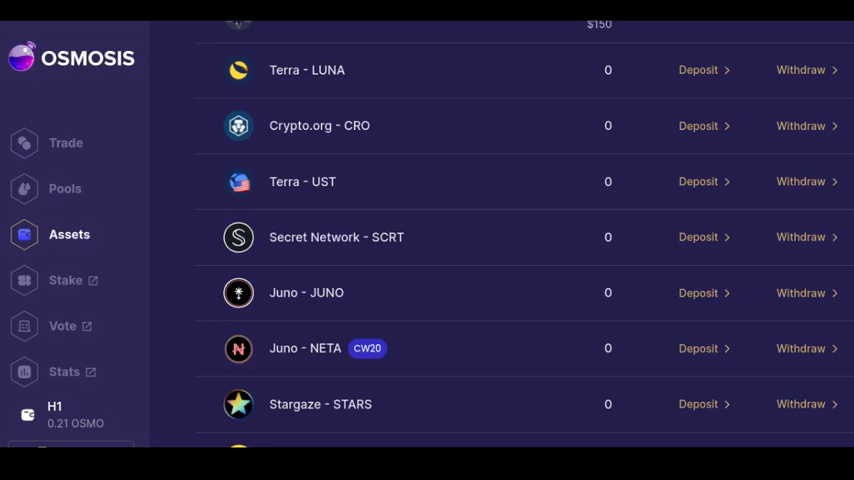 OSMOSIS
Trade
Pools
Assets
Stake
Vote
Stats
H1
0.21 OSMO
$150
Terra - LUNA 0 Deposit Withdraw
Crypto.org - CRO 0 Deposit Withdraw
Terra - UST 0 Deposit Withdraw
Secret Network - SCRT 0 Deposit Withdraw
Juno - JUNO 0 Deposit Withdraw
Juno - NETA CW20 0 Deposit Withdraw
Stargaze - STARS 0 Deposit Withdraw